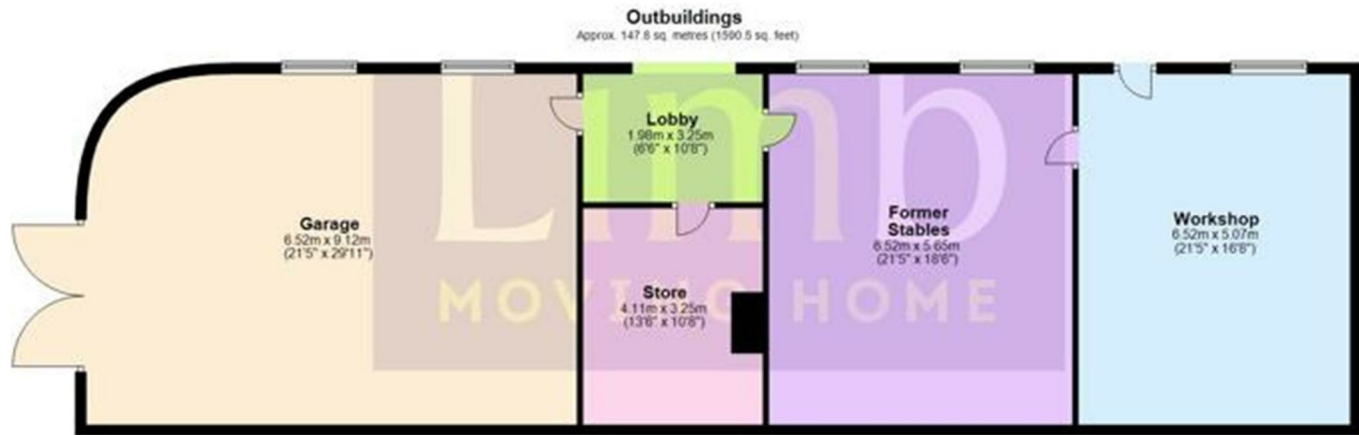 Outbuildings
Approx. 147.8 sq. metres (1590.5 sq. feet)
Lobby
1.98m x 3.25m
(6'6" x 10'8")
Garage
6.52m x 9.12m
(21'5" x 29'11")
Former
Stables
6.52m x 5.65m
(21'5" x 18'6")
Workshop
6.52m x 5.07m
(21'5" x 16'8")
Store
4.11m x 3.25m
(13'6" x 10'8")
Limb
MOVING HOME